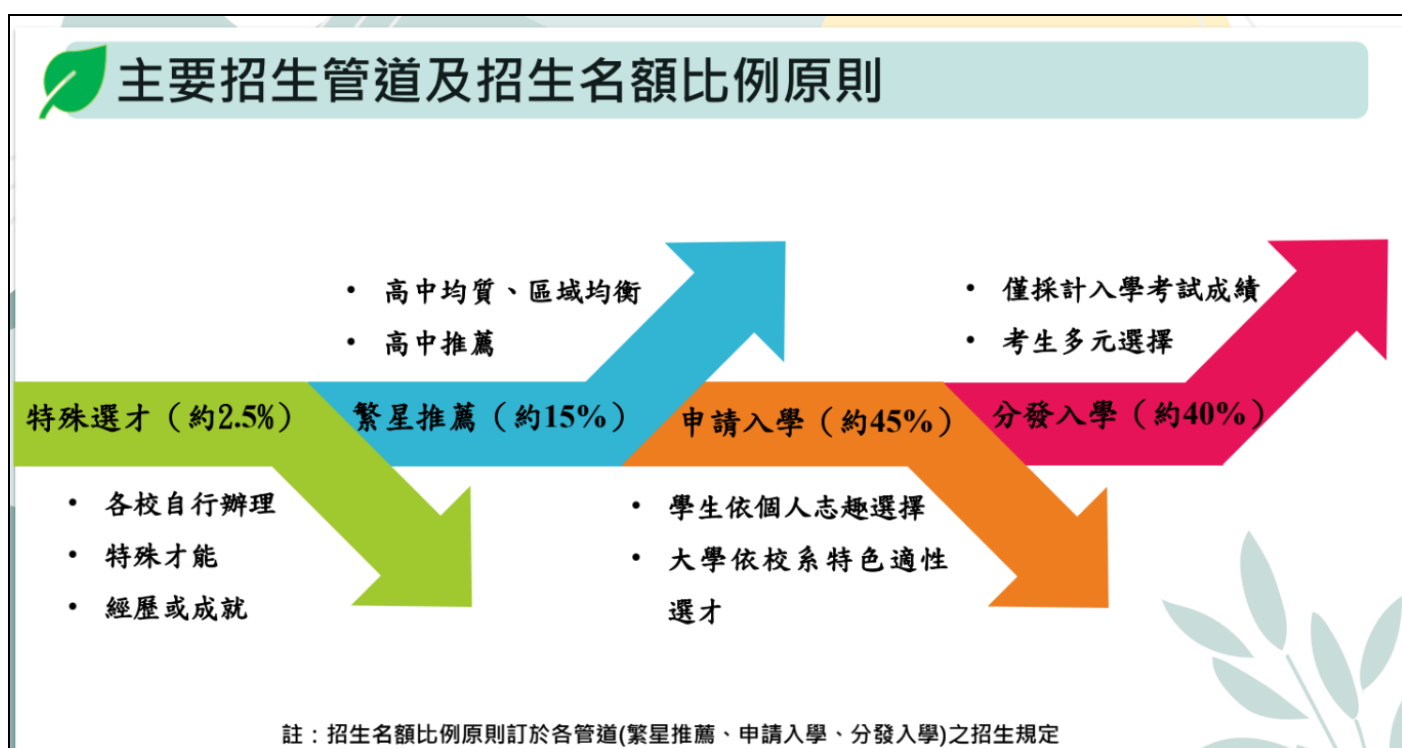 主要招生管道及招生名額比例原則
• 高中均質、區域均衡
• 高中推薦
• 僅採計入學考試成績
• 考生多元選擇
特殊選才（約2.5%）
繁星推薦（約15%）
申請入學（約45%）
分發入學（約40%）
• 各校自行辦理
• 特殊才能
• 經歷或成就
• 學生依個人志趣選擇
• 大學依校系特色適性
選才
註：招生名額比例原則訂於各管道(繁星推薦、申請入學、分發入學)之招生規定